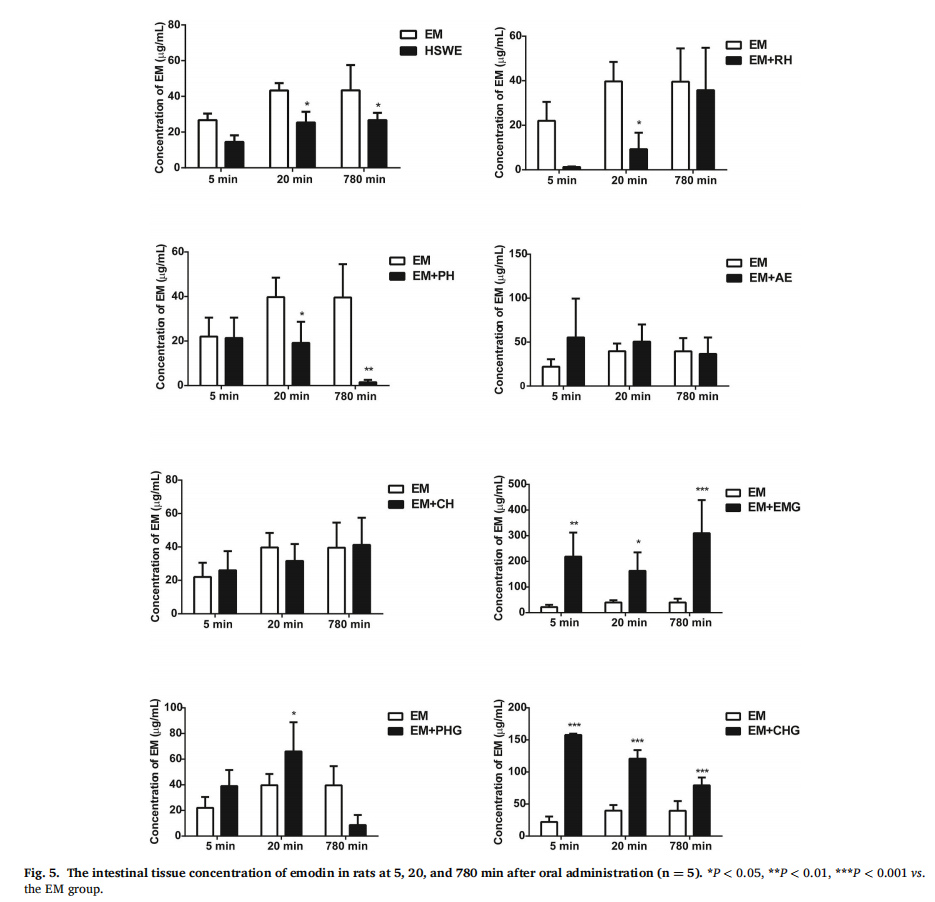 Concentration of EM (μg/mL)
80
60
40
20
0
EM
HSWE
*
*
5 min 20 min 780 min
Concentration of EM (μg/mL)
60
40
20
0
EM
EM+RH
*
5 min 20 min 780 min
Concentration of EM (μg/mL)
60
40
20
0
EM
EM+PH
*
**
5 min 20 min 780 min
Concentration of EM (μg/mL)
150
100
50
0
EM
EM+AE
5 min 20 min 780 min
Concentration of EM (μg/mL)
80
60
40
20
0
EM
EM+CH
5 min 20 min 780 min
Concentration of EM (μg/mL)
500
400
300
200
100
0
EM
EM+EMG
**
*
***
5 min 20 min 780 min
Concentration of EM (μg/mL)
100
80
60
40
20
0
EM
EM+PHG
*
5 min 20 min 780 min
Concentration of EM (μg/mL)
200
150
100
50
0
EM
EM+CHG
***
***
***
5 min 20 min 780 min
Fig. 5. The intestinal tissue concentration of emodin in rats at 5, 20, and 780 min after oral administration (n = 5). *P < 0.05, **P < 0.01, ***P < 0.001 vs.
the EM group.